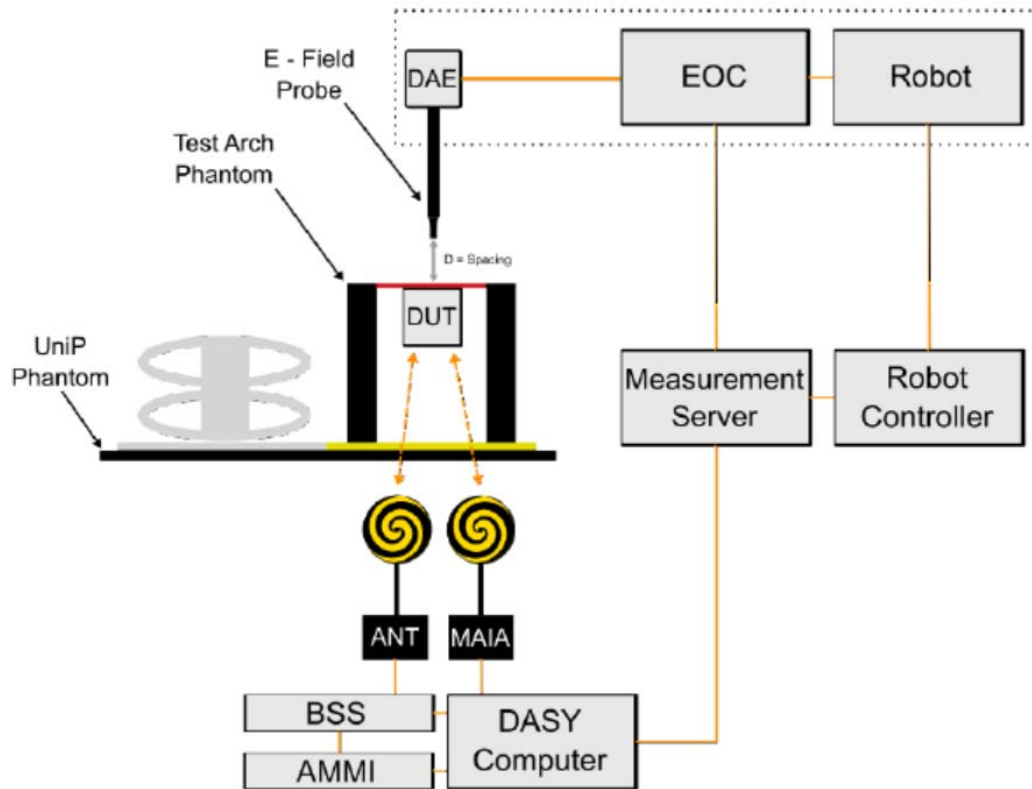 E - Field
Probe
DAE
EOC
Robot
Test Arch
Phantom
D = Spacing
DUT
UniP
Phantom
Measurement
Server
Robot
Controller
ANT
MAIA
BSS
DASY
Computer
AMMI